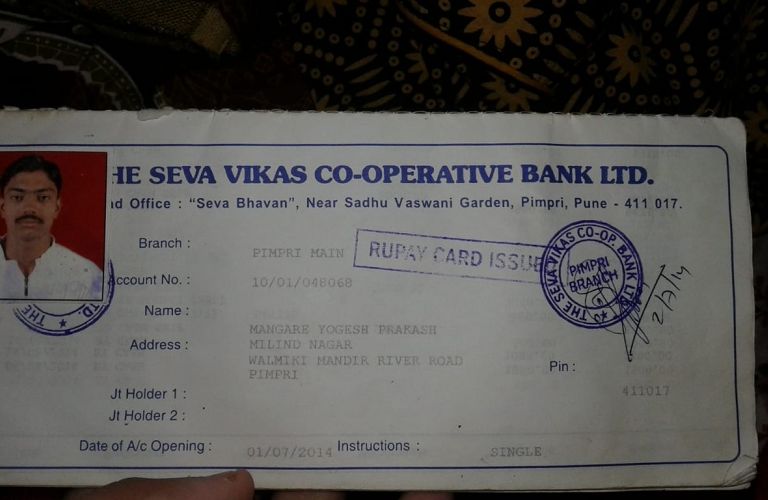 THE SEVA VIKAS CO-OPERATIVE BANK LTD.
Office : "Seva Bhavan", Near Sadhu Vaswani Garden, Pimpri, Pune - 411 017.
Branch : PIMPRI MAIN
RUPAY CARD ISSUE
THE SEVA VIKAS CO-OP. BANK LTD.
PIMPRI BRANCH
2/7/14
Account No. : 10/01/048068
Name : MANGARE YOGESH PRAKASH
Address : MILIND NAGAR
WALMIKI MANDIR RIVER ROAD
PIMPRI
Pin : 411017
Jt Holder 1 :
Jt Holder 2 :
Date of A/c Opening : 01/07/2014 Instructions : SINGLE